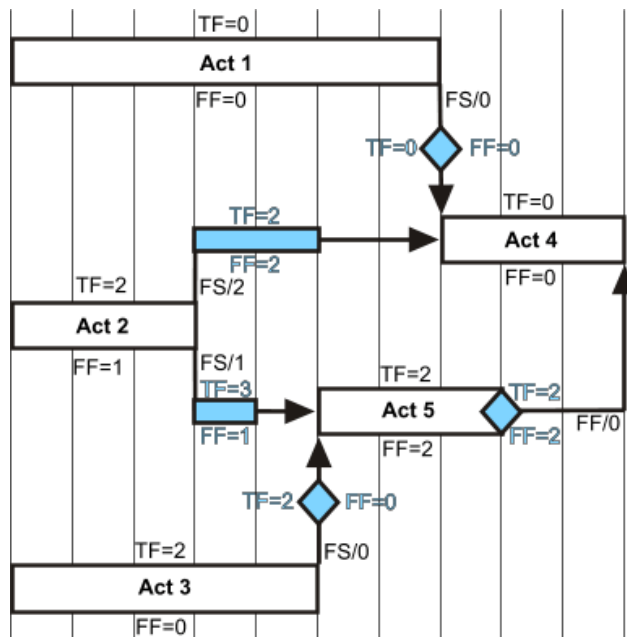 TF=0
Act 1
FF=0
FS/0
TF=0 FF=0
TF=2
TF=0
Act 4
FF=2
FF=0
TF=2
FS/2
Act 2
FF=1
FS/1
TF=3
TF=2
TF=2
Act 5
FF=1
FF=2
FF=2
FF/0
TF=2 FF=0
TF=2
FS/0
Act 3
FF=0